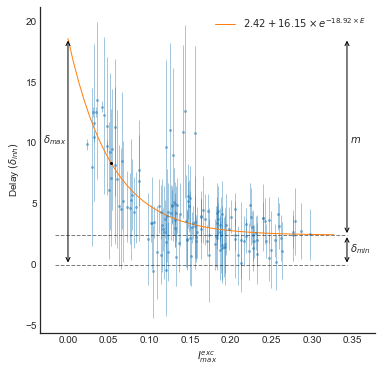 2.42 + 16.15 × e^{−18.92 × E}
20
15
10
5
0
−5
Delay (δ_{inh})
δ_{max}
m
δ_{min}
0.00 0.05 0.10 0.15 0.20 0.25 0.30 0.35
I^{exc}_{max}